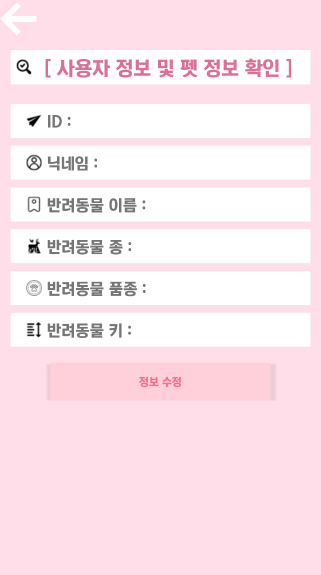 [ 사용자 정보 및 펫 정보 확인 ]
ID :
닉네임 :
반려동물 이름 :
반려동물 종 :
반려동물 품종 :
반려동물 키 :
정보 수정